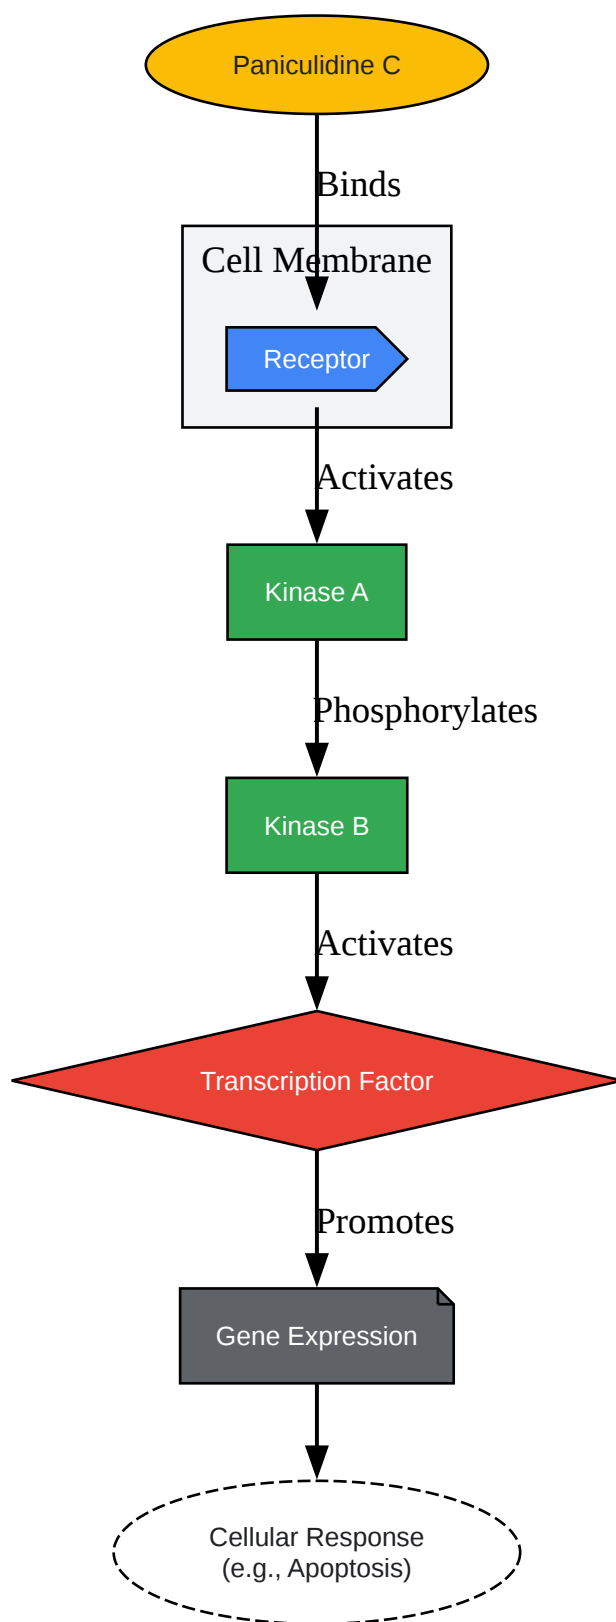 Paniculidine C
Binds
Cell Membrane
Receptor
Activates
Kinase A
Phosphorylates
Kinase B
Activates
Transcription Factor
Promotes
Gene Expression
Cellular Response
(e.g., Apoptosis)